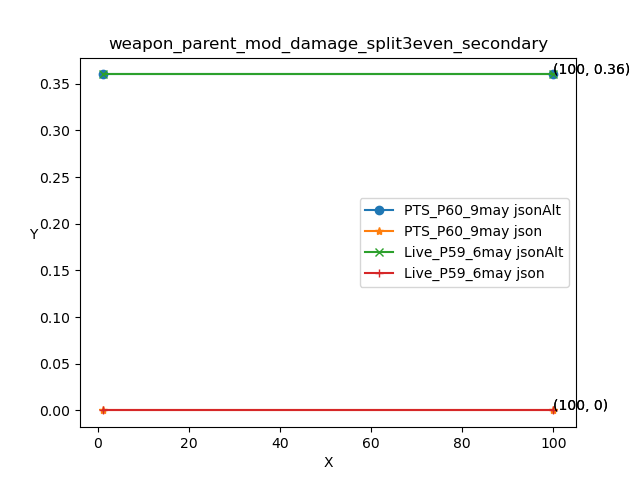 weapon_parent_mod_damage_split3even_secondary
(100, 0.36)
0.35
0.30
0.25
0.20
0.15
0.10
0.05
0.00
Y
PTS_P60_9may jsonAlt
PTS_P60_9may json
Live_P59_6may jsonAlt
Live_P59_6may json
(100, 0)
0 20 40 60 80 100
X